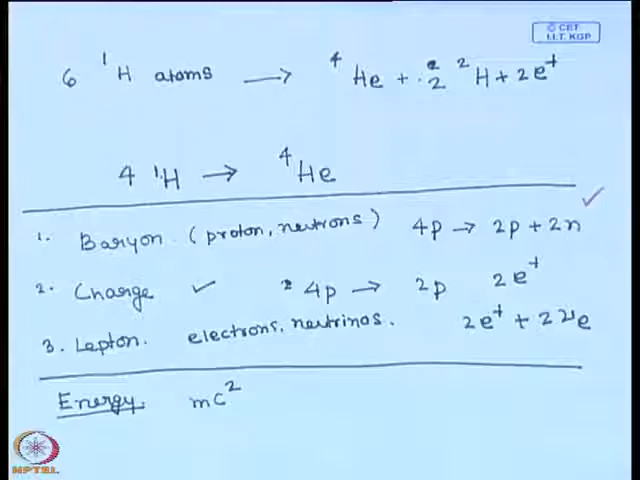 © CET
I.I.T. KGP
6 ¹H atoms ⟶ ⁴He + 2 ²H + 2e⁺
4 ¹H → ⁴He
1. Baryon (proton, neutrons) 4p → 2p + 2n ✓
2. Charge ✓ 4p → 2p 2e⁺
3. Lepton. electrons, neutrinos. 2e⁺ + 2νe
Energy mc²
NPTEL